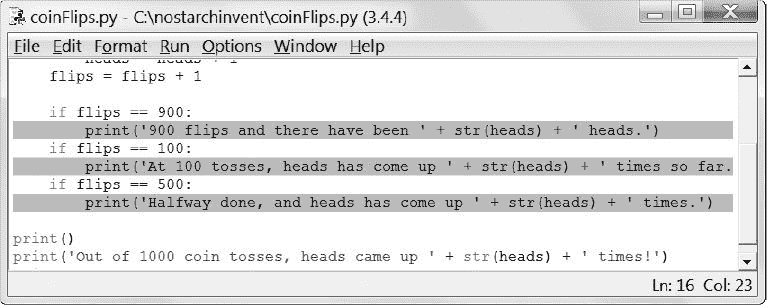 coinFlips.py - C:\nostarchinvent\coinFlips.py (3.4.4)
File Edit Format Run Options Window Help
heads = heads + 1
flips = flips + 1
if flips == 900:
print('900 flips and there have been ' + str(heads) + ' heads.')
if flips == 100:
print('At 100 tosses, heads has come up ' + str(heads) + ' times so far.
if flips == 500:
print('Halfway done, and heads has come up ' + str(heads) + ' times.')
print()
print('Out of 1000 coin tosses, heads came up ' + str(heads) + ' times!')
Ln: 16 Col: 23